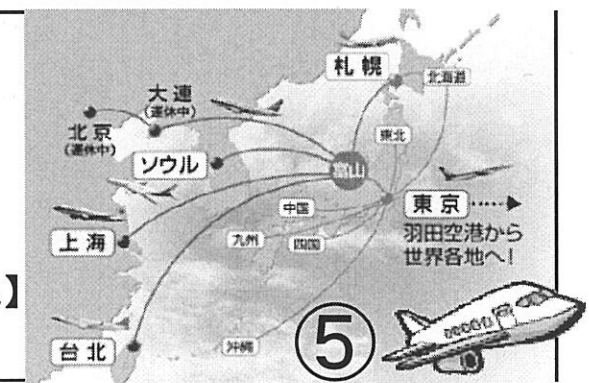 札幌
北海道
大連
(運休中)
北京
(運休中)
東北
ソウル
富山
中国
東京
上海
九州
四国
羽田空港から
世界各地へ!
】
台北
沖縄
⑤